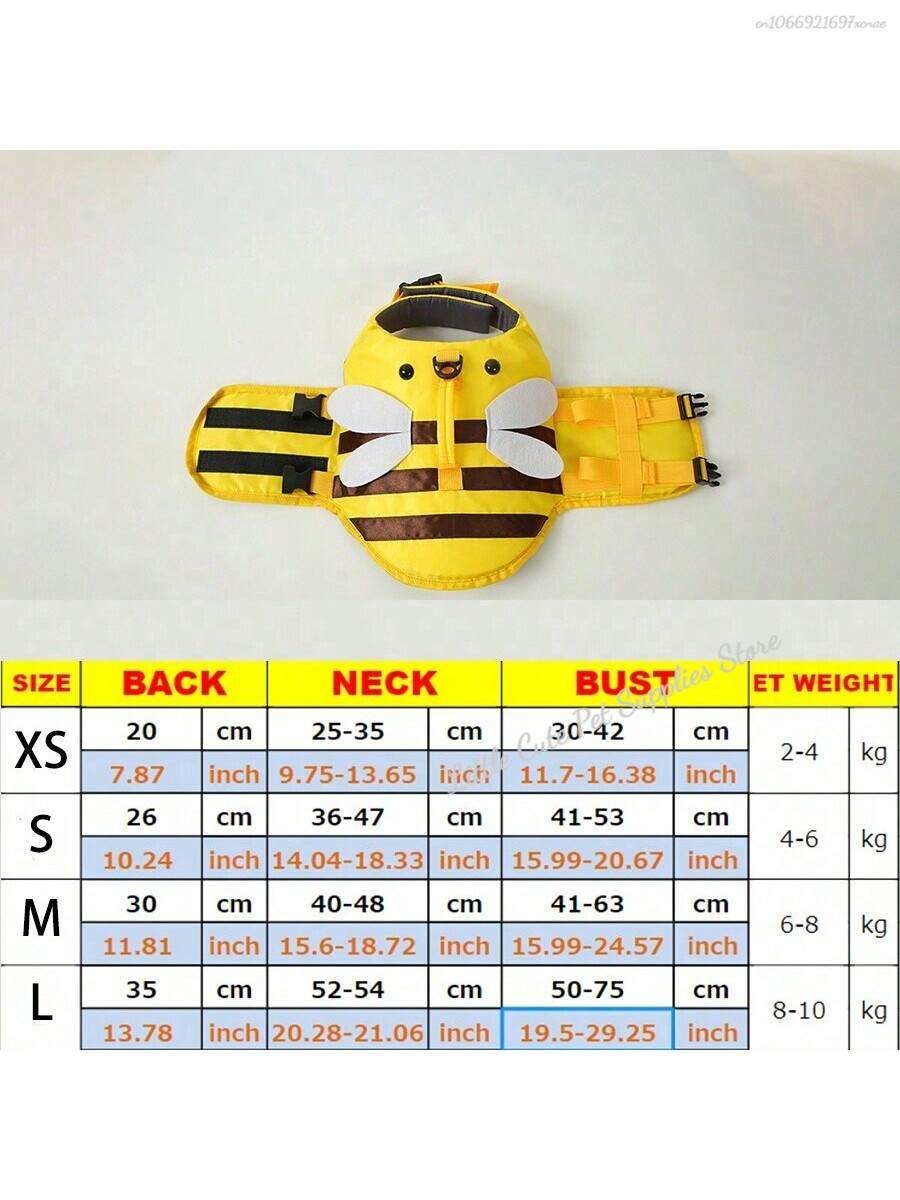 en1066921697xcnae
SIZE BACK NECK BUST ET WEIGHT
XS 20 cm 25-35 cm 30-42 cm 2-4 kg
7.87 inch 9.75-13.65 inch 11.7-16.38 inch
S 26 cm 36-47 cm 41-53 cm 4-6 kg
10.24 inch 14.04-18.33 inch 15.99-20.67 inch
M 30 cm 40-48 cm 41-63 cm 6-8 kg
11.81 inch 15.6-18.72 inch 15.99-24.57 inch
L 35 cm 52-54 cm 50-75 cm 8-10 kg
13.78 inch 20.28-21.06 inch 19.5-29.25 inch
Little Cute Pet Supplies Store